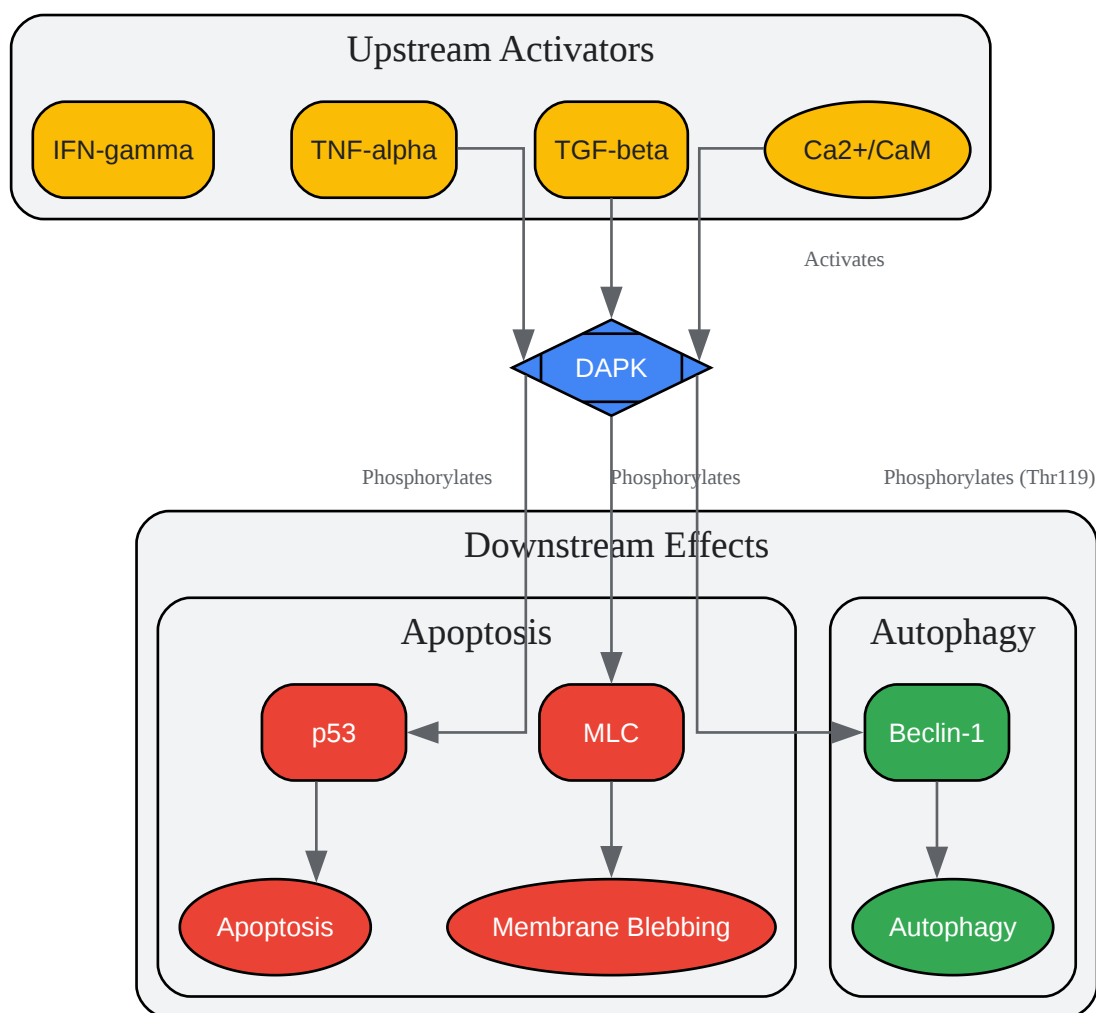 Upstream Activators
IFN-gamma
TNF-alpha
TGF-beta
Ca2+/CaM
Activates
DAPK
Phosphorylates
Phosphorylates
Phosphorylates (Thr119)
Downstream Effects
Apoptosis
Autophagy
p53
MLC
Beclin-1
Apoptosis
Membrane Blebbing
Autophagy